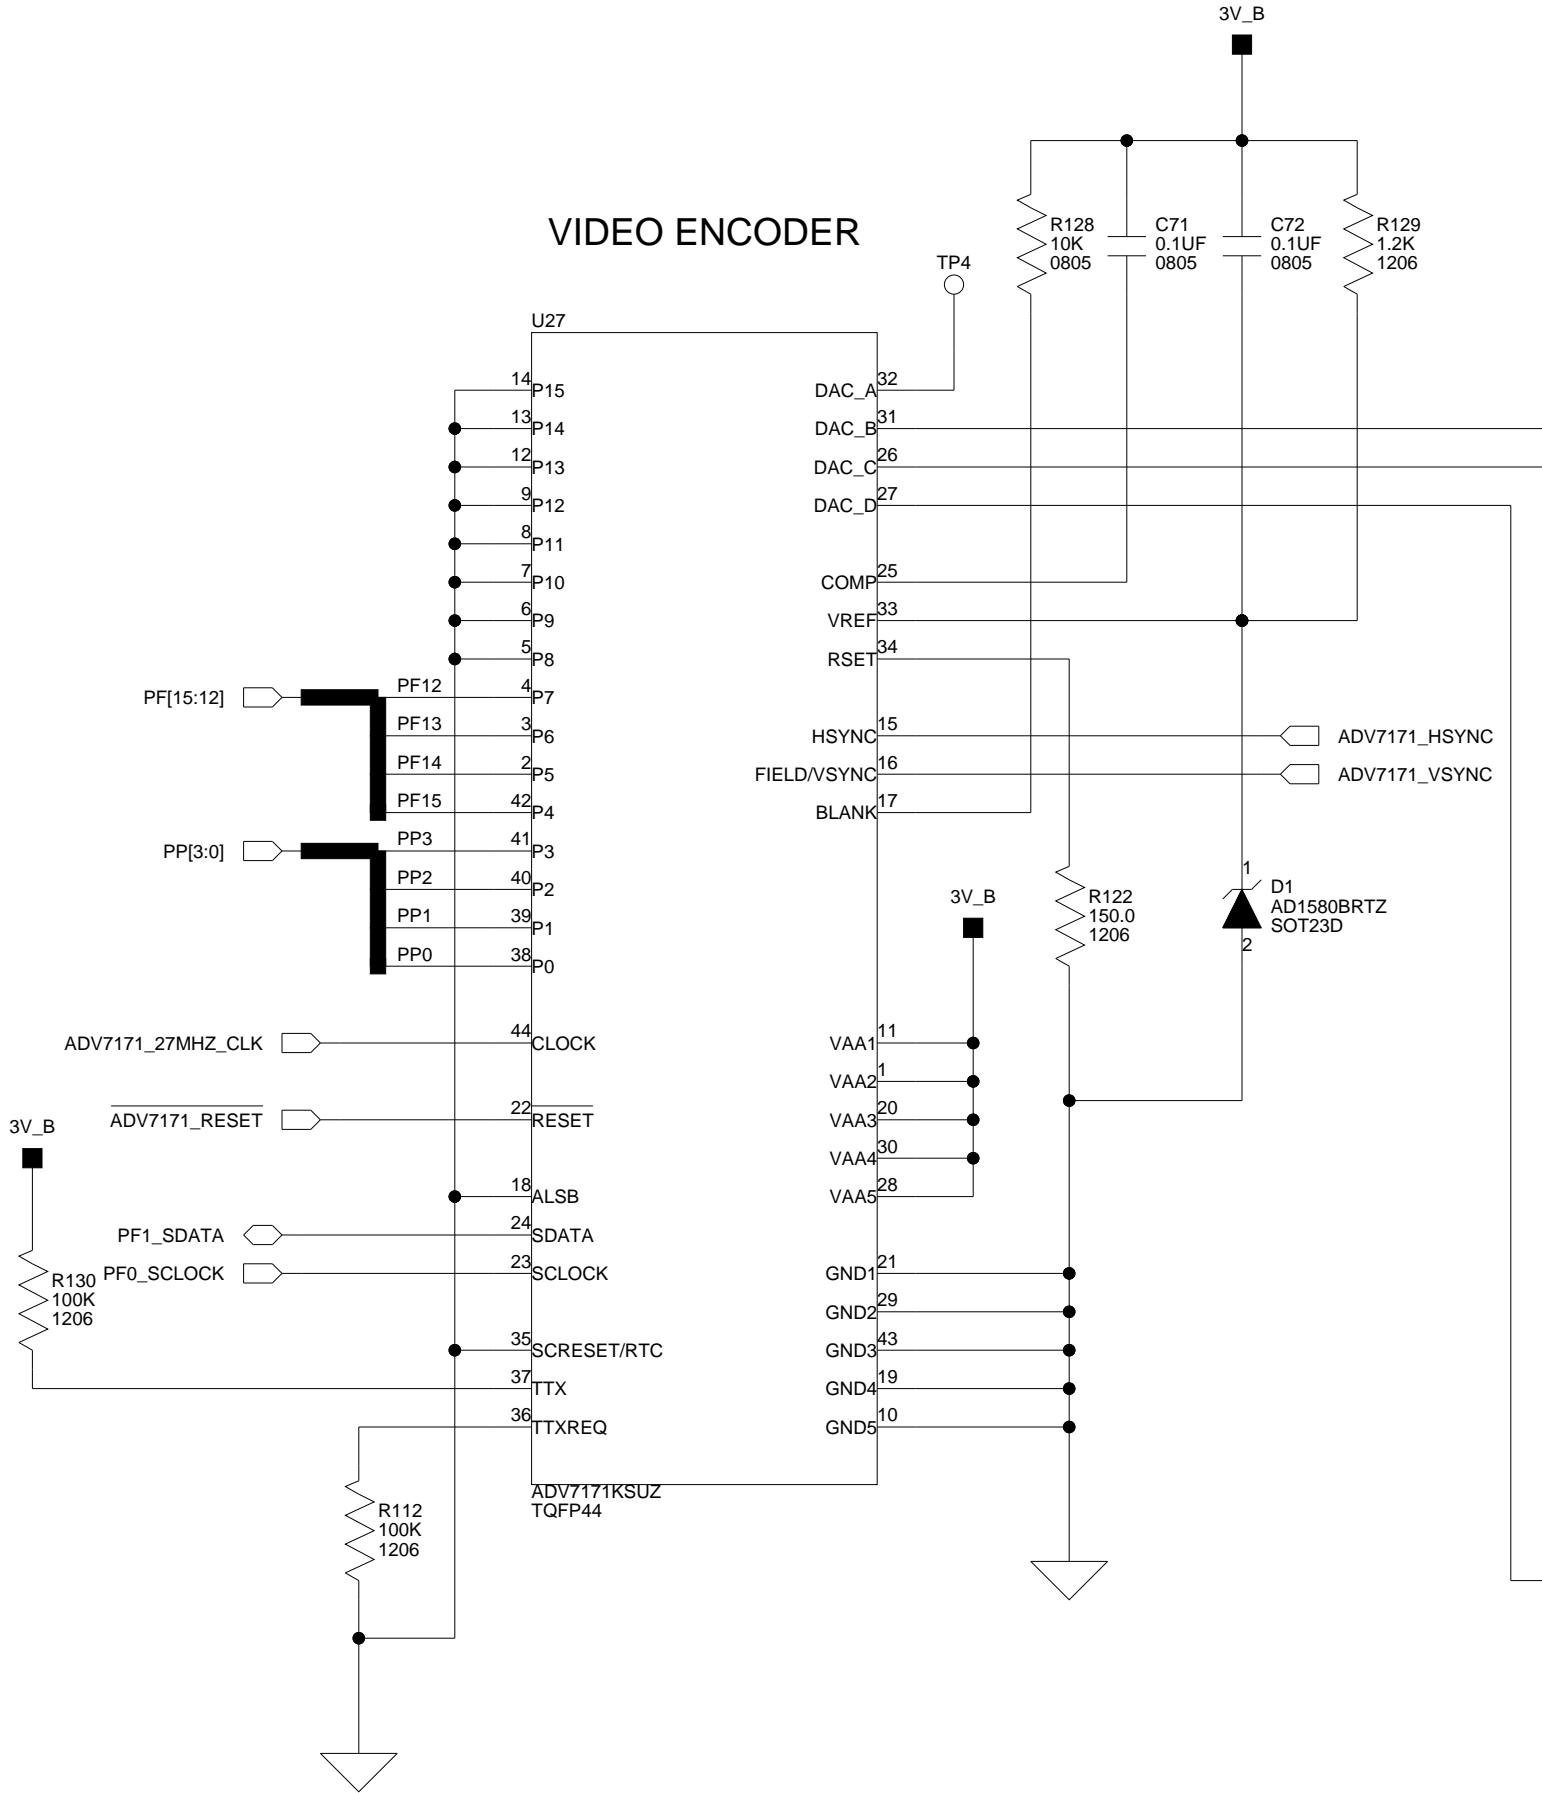 3V_B
VIDEO ENCODER
R128
10K
0805
C71
0.1UF
0805
C72
0.1UF
0805
R129
1.2K
1206
TP4
U27
14 P15
13 P14
12 P13
9 P12
8 P11
7 P10
6 P9
5 P8
PF[15:12]
PF12 4 P7
PF13 3 P6
PF14 2 P5
PF15 42 P4
PP[3:0]
PP3 41 P3
PP2 40 P2
PP1 39 P1
PP0 38 P0
ADV7171_27MHZ_CLK 44 CLOCK
ADV7171_RESET 22 RESET
3V_B
18 ALSB
PF1_SDATA 24 SDATA
PF0_SCLOCK 23 SCLOCK
R130
100K
1206
35 SCRESET/RTC
37 TTX
36 TTXREQ
R112
100K
1206
ADV7171KSUZ
TQFP44
DAC_A 32
DAC_B 31
DAC_C 26
DAC_D 27
COMP 25
VREF 33
RSET 34
HSYNC 15 ADV7171_HSYNC
FIELD/VSYNC 16 ADV7171_VSYNC
BLANK 17
3V_B
R122
150.0
1206
1
D1
AD1580BRTZ
SOT23D
2
VAA1 11
VAA2 1
VAA3 20
VAA4 30
VAA5 28
GND1 21
GND2 29
GND3 43
GND4 19
GND5 10